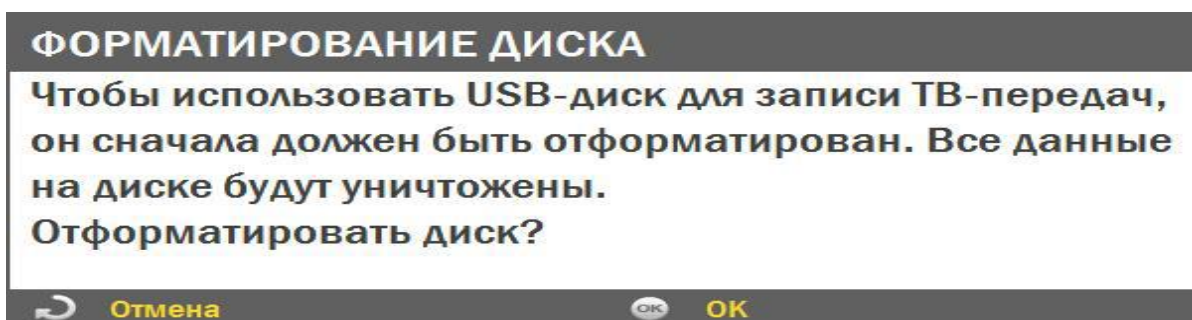 ФОРМАТИРОВАНИЕ ДИСКА
Чтобы использовать USB-диск для записи ТВ-передач,
он сначала должен быть отформатирован. Все данные
на диске будут уничтожены.
Отформатировать диск?
Отмена OK OK